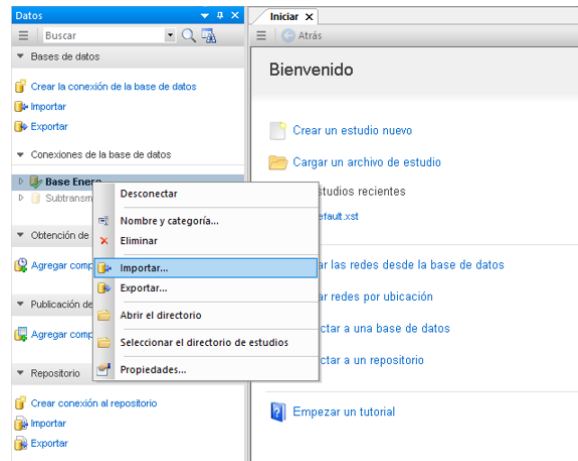 Datos
Buscar
Bases de datos
Crear la conexión de la base de datos
Importar
Exportar
Conexiones de la base de datos
Base Enero
Subtransm
Obtención de
Agregar comp
Publicación de
Agregar comp
Repositorio
Crear conexión al repositorio
Importar
Exportar
Desconectar
Nombre y categoría...
Eliminar
Importar...
Exportar...
Abrir el directorio
Seleccionar el directorio de estudios
Propiedades...
Iniciar
Atrás
Bienvenido
Crear un estudio nuevo
Cargar un archivo de estudio
studios recientes
efault.xst
ar las redes desde la base de datos
ar redes por ubicación
ctar a una base de datos
ctar a un repositorio
Empezar un tutorial